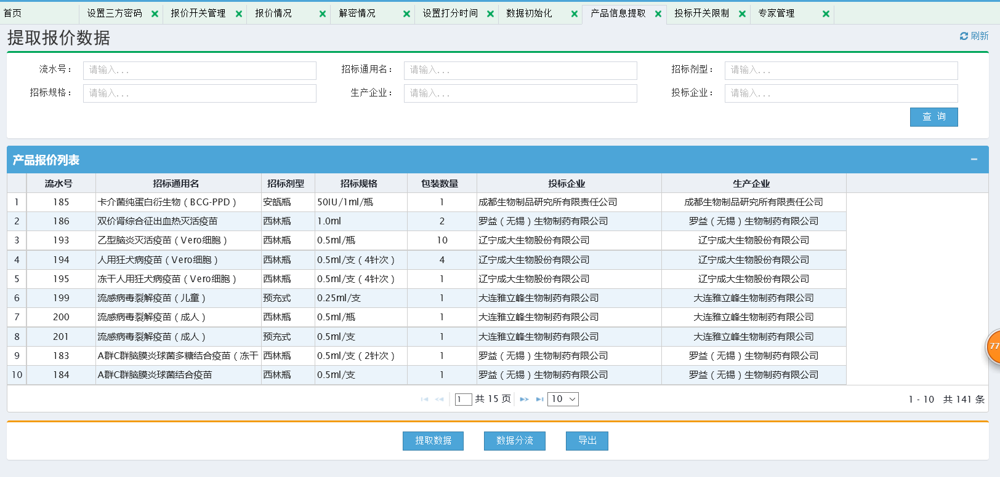 首页 设置三方密码 报价开关管理 报价情况 解密情况 设置打分时间 数据初始化 产品信息提取 投标开关限制 专家管理
提取报价数据 刷新
流水号： 请输入... 招标通用名： 请输入... 招标剂型： 请输入...
招标规格： 请输入... 生产企业： 请输入... 投标企业： 请输入...
查 询
产品报价列表
流水号 招标通用名 招标剂型 招标规格 包装数量 投标企业 生产企业
1 185 卡介菌纯蛋白衍生物（BCG-PPD） 安瓿瓶 50IU/1ml/瓶 1 成都生物制品研究所有限责任公司 成都生物制品研究所有限责任公司
2 186 双价肾综合征出血热灭活疫苗 西林瓶 1.0ml 2 罗益（无锡）生物制药有限公司 罗益（无锡）生物制药有限公司
3 193 乙型脑炎灭活疫苗（Vero细胞） 西林瓶 0.5ml/瓶 10 辽宁成大生物股份有限公司 辽宁成大生物股份有限公司
4 194 人用狂犬病疫苗（Vero细胞） 西林瓶 0.5ml/支（4针次） 4 辽宁成大生物股份有限公司 辽宁成大生物股份有限公司
5 195 冻干人用狂犬病疫苗（Vero细胞） 西林瓶 0.5ml/支（4针次） 1 辽宁成大生物股份有限公司 辽宁成大生物股份有限公司
6 199 流感病毒裂解疫苗（儿童） 预充式 0.25ml/支 1 大连雅立峰生物制药有限公司 大连雅立峰生物制药有限公司
7 200 流感病毒裂解疫苗（成人） 西林瓶 0.5ml/瓶 1 大连雅立峰生物制药有限公司 大连雅立峰生物制药有限公司
8 201 流感病毒裂解疫苗（成人） 预充式 0.5ml/支 1 大连雅立峰生物制药有限公司 大连雅立峰生物制药有限公司
9 183 A群C群脑膜炎球菌多糖结合疫苗（冻干 西林瓶 0.5ml/支（2针次） 1 罗益（无锡）生物制药有限公司 罗益（无锡）生物制药有限公司
10 184 A群C群脑膜炎球菌结合疫苗 西林瓶 0.5ml/支 1 罗益（无锡）生物制药有限公司 罗益（无锡）生物制药有限公司
1 共 15 页 10 1 - 10 共 141 条
提取数据 数据分流 导出
77